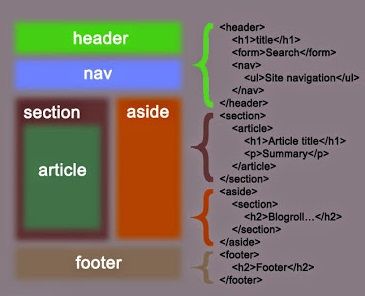 header
nav
section
aside
article
footer
<header>
<h1>title</h1>
<form>Search</form>
<nav>
<ul>Site navigation</ul>
</nav>
</header>
<section>
<article>
<h1>Article title</h1>
<p>Summary</p>
</article>
</section>
<aside>
<section>
<h2>Blogroll...</h2>
</section>
</aside>
<footer>
<h2>Footer</h2>
</footer>